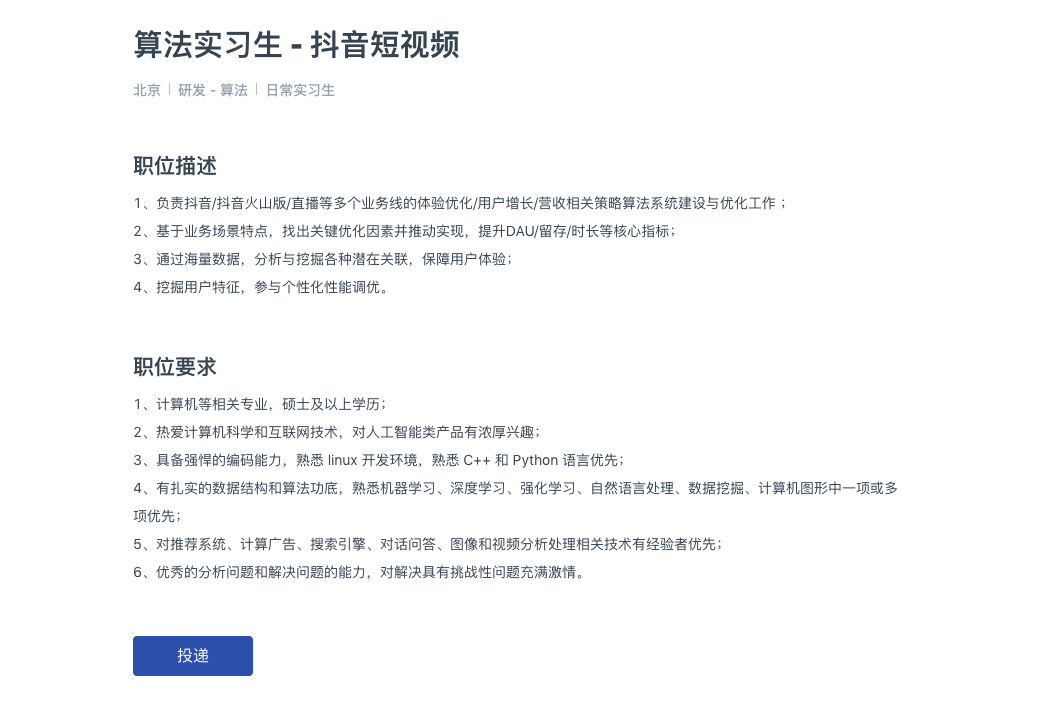 算法实习生 - 抖音短视频
北京 | 研发 - 算法 | 日常实习生
职位描述
1、负责抖音/抖音火山版/直播等多个业务线的体验优化/用户增长/营收相关策略算法系统建设与优化工作 ；
2、基于业务场景特点，找出关键优化因素并推动实现，提升DAU/留存/时长等核心指标；
3、通过海量数据，分析与挖掘各种潜在关联，保障用户体验；
4、挖掘用户特征，参与个性化性能调优。
职位要求
1、计算机等相关专业，硕士及以上学历；
2、热爱计算机科学和互联网技术，对人工智能类产品有浓厚兴趣；
3、具备强悍的编码能力，熟悉 linux 开发环境，熟悉 C++ 和 Python 语言优先；
4、有扎实的数据结构和算法功底，熟悉机器学习、深度学习、强化学习、自然语言处理、数据挖掘、计算机图形中一项或多
项优先；
5、对推荐系统、计算广告、搜索引擎、对话问答、图像和视频分析处理相关技术有经验者优先；
6、优秀的分析问题和解决问题的能力，对解决具有挑战性问题充满激情。
投递